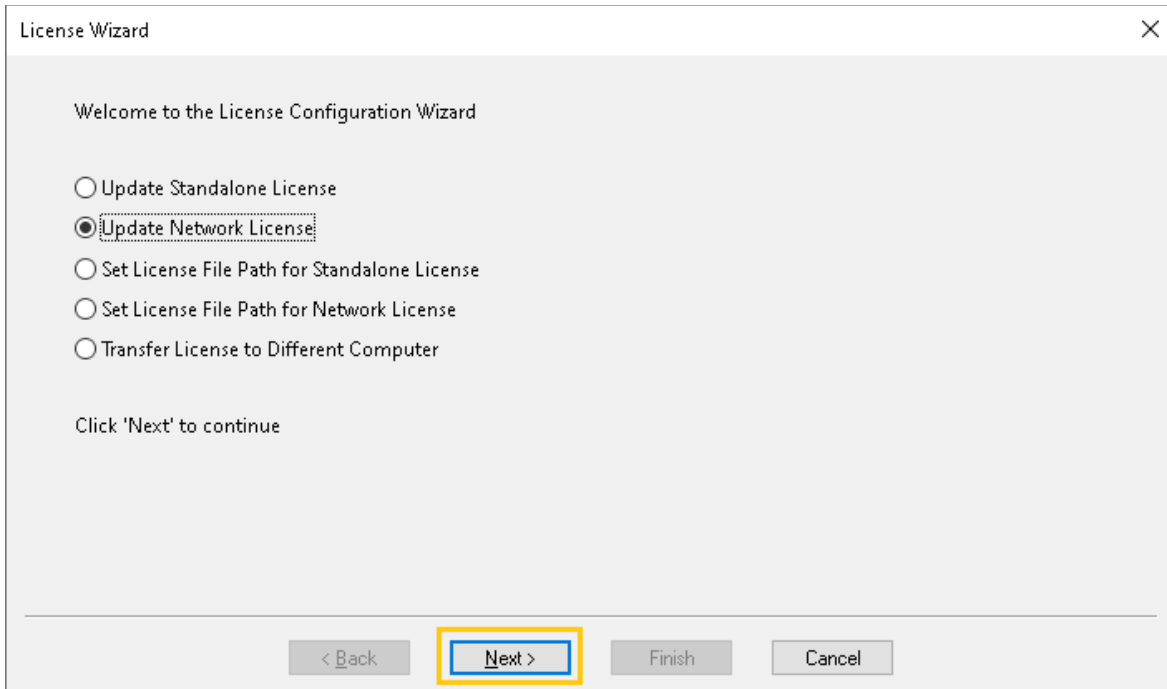 License Wizard
Welcome to the License Configuration Wizard
Update Standalone License
Update Network License
Set License File Path for Standalone License
Set License File Path for Network License
Transfer License to Different Computer
Click 'Next' to continue
< Back Next > Finish Cancel